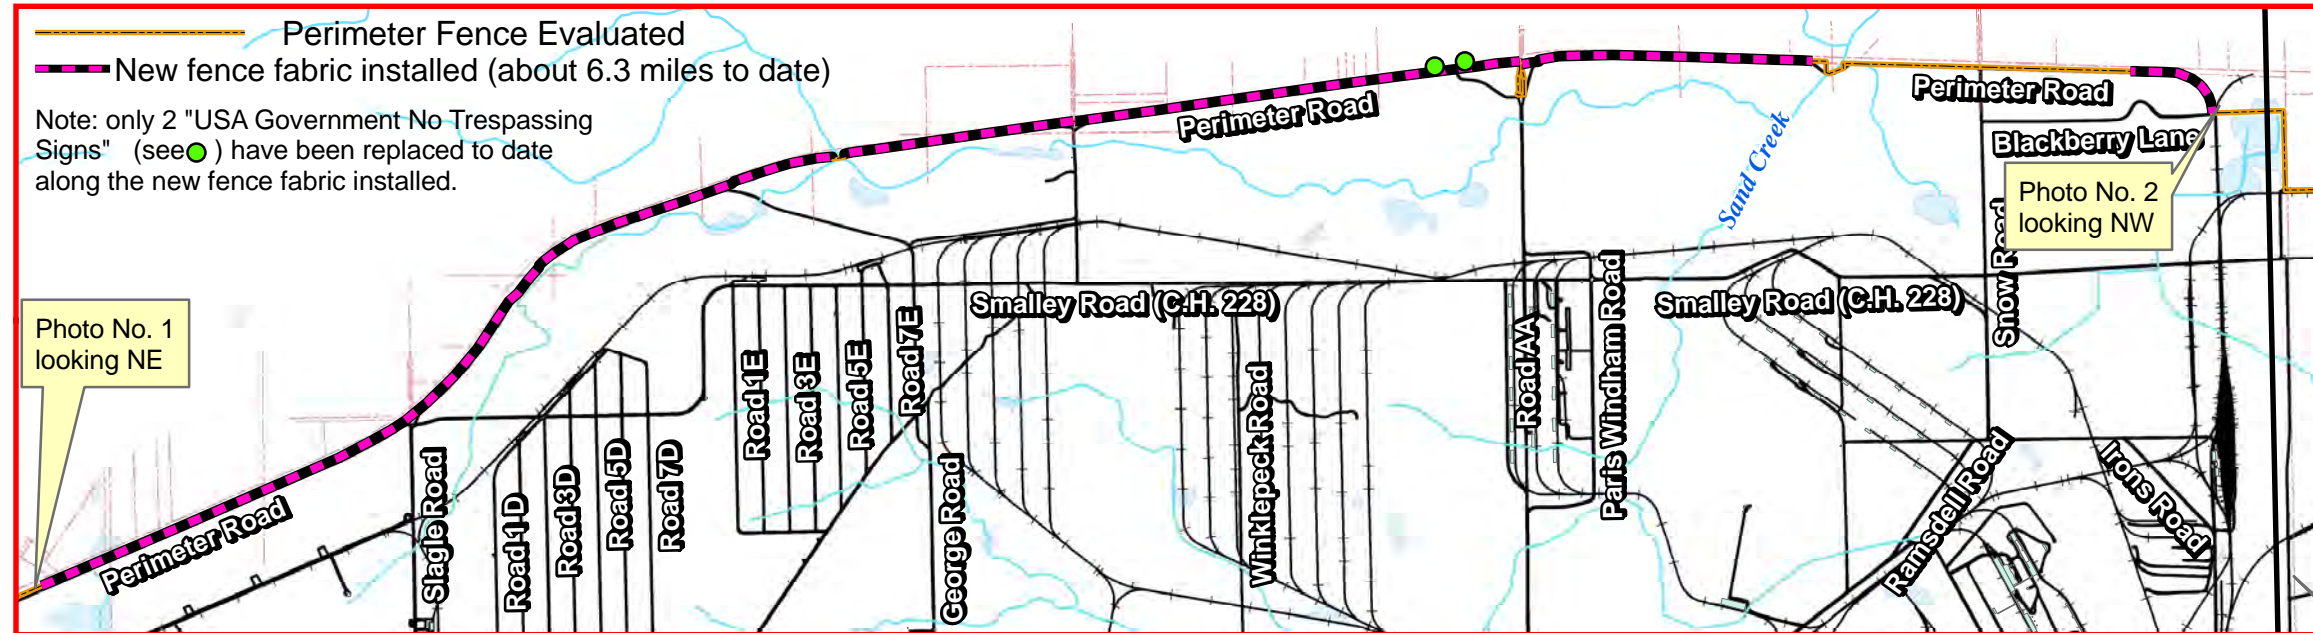 Perimeter Fence Evaluated
New fence fabric installed (about 6.3 miles to date)
Note: only 2 "USA Government No Trespassing
Signs" (see ) have been replaced to date
along the new fence fabric installed.
Perimeter Road
Perimeter Road
Blackberry Lane
Sand Creek
Photo No. 2
looking NW
Snow Road
Smalley Road (C.H. 228)
Smalley Road (C.H. 228)
Photo No. 1
looking NE
Road 1E
Road 3E
Road 5E
Road 7E
Winklepeck Road
Road AA
Paris Windham Road
Perimeter Road
Slagle Road
Road 1 D
Road 3D
Road 5D
Road 7D
George Road
Ramsdell Road
Irons Road